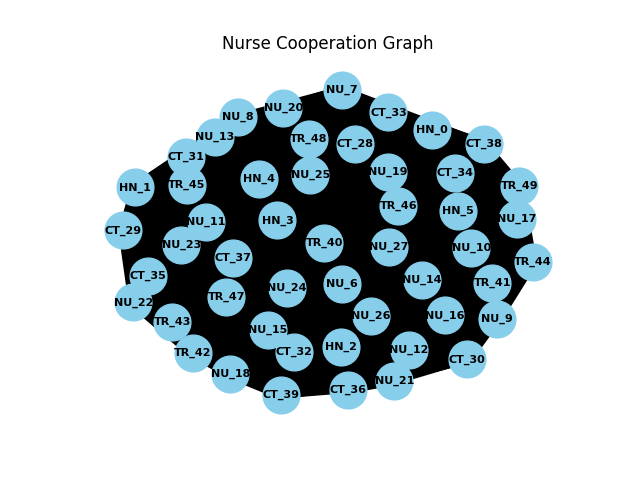 Nurse Cooperation Graph
NU_7
NU_20
CT_33
NU_8
HN_0
NU_13
TR_48
CT_28
CT_38
CT_31
NU_19
CT_34
NU_25
HN_4
TR_45
HN_1
TR_49
TR_46
HN_5
NU_17
HN_3
NU_11
CT_29
TR_40
NU_23
NU_27
NU_10
CT_37
TR_44
CT_35
NU_14
TR_41
NU_6
NU_24
TR_47
NU_22
NU_26
NU_16
NU_9
TR_43
NU_15
HN_2
NU_12
CT_32
TR_42
CT_30
NU_18
NU_21
CT_36
CT_39